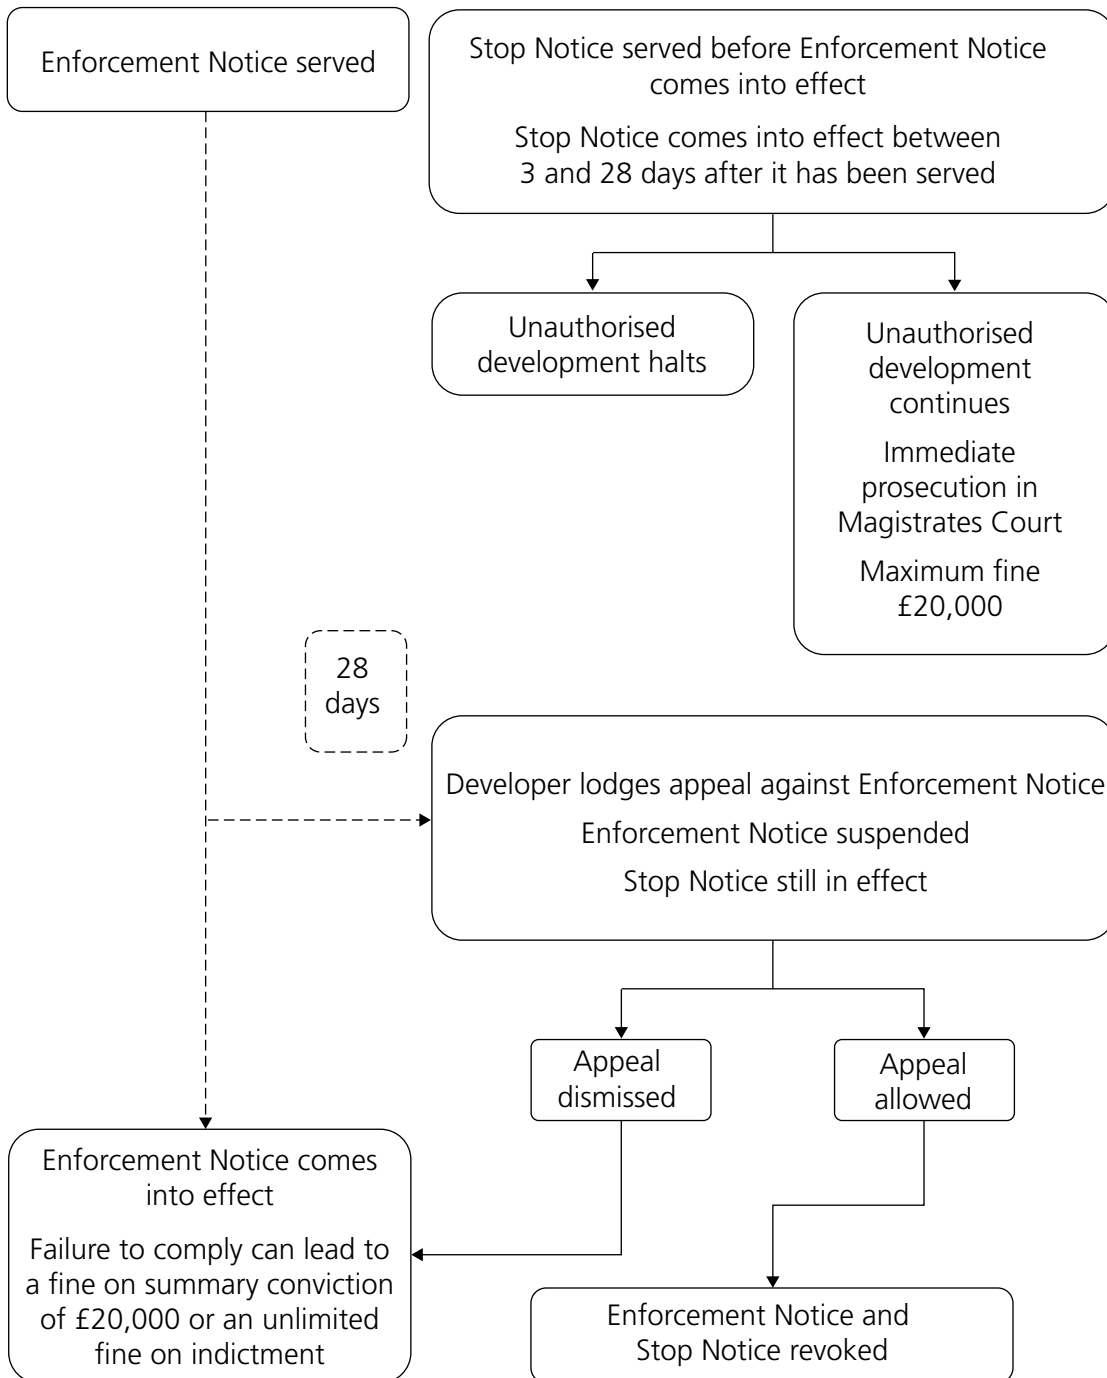 Enforcement Notice served
Stop Notice served before Enforcement Notice
comes into effect
Stop Notice comes into effect between
3 and 28 days after it has been served
Unauthorised
development halts
Unauthorised
development
continues
Immediate
prosecution in
Magistrates Court
Maximum fine
£20,000
28
days
Developer lodges appeal against Enforcement Notice
Enforcement Notice suspended
Stop Notice still in effect
Appeal
dismissed
Appeal
allowed
Enforcement Notice comes
into effect
Failure to comply can lead to
a fine on summary conviction
of £20,000 or an unlimited
fine on indictment
Enforcement Notice and
Stop Notice revoked